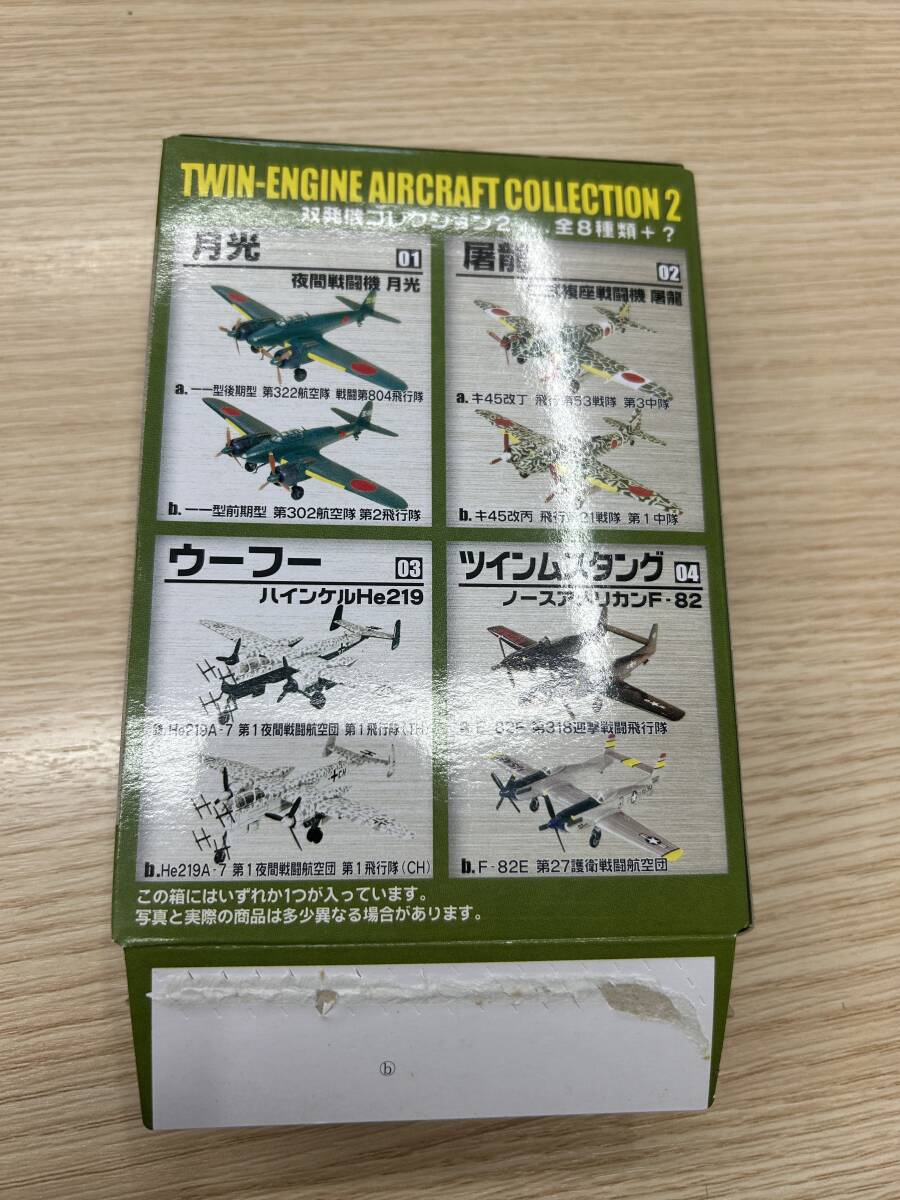 TWIN-ENGINE AIRCRAFT COLLECTION 2
双発機コレクション2 全8種類+?
月光
01
夜間戦闘機 月光
a. 一一型後期型 第322航空隊 戦闘第804飛行隊
b. 一一型前期型 第302航空隊 第2飛行隊
屠龍
02
複座戦闘機 屠龍
a. キ45改丁 飛行第53戦隊 第3中隊
b. キ45改丙 飛行 21戦隊 第1中隊
ウーフー
03
ハインケルHe219
a. He219A-7 第1夜間戦闘航空団 第1飛行隊
b. He219A-7 第1夜間戦闘航空団 第1飛行隊(CH)
ツインムスタング
04
ノースアメリカンF-82
第318迎撃戦闘飛行隊
b. F-82E 第27護衛戦闘航空団
この箱にはいずれか1つが入っています。
写真と実際の商品は多少異なる場合があります。
ⓑ